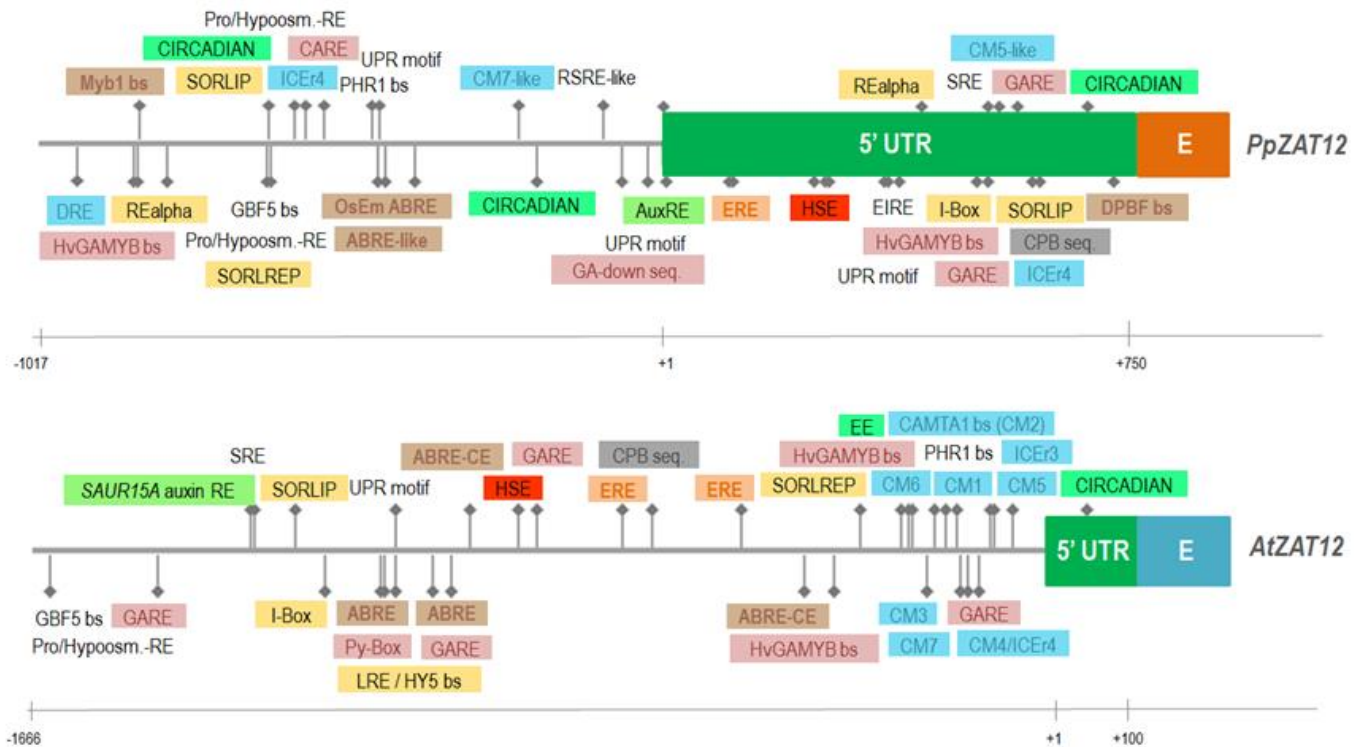 Pro/Hypoosm.-RE
CIRCADIAN CARE UPR motif CM5-like
Myb1 bs SORLIP ICEr4 PHR1 bs CM7-like RSRE-like REalpha SRE GARE CIRCADIAN
5' UTR E PpZAT12
DRE REalpha GBF5 bs OsEm ABRE CIRCADIAN AuxRE ERE HSE EIRE I-Box SORLIP DPBF bs
HvGAMYB bs Pro/Hypoosm.-RE ABRE-like UPR motif HvGAMYB bs CPB seq.
SORLREP GA-down seq. UPR motif GARE ICEr4
-1017 +1 +750
EE CAMTA1 bs (CM2)
SRE ABRE-CE GARE CPB seq. HvGAMYB bs PHR1 bs ICEr3
SAUR15A auxin RE SORLIP UPR motif HSE ERE ERE SORLREP CM6 CM1 CM5 CIRCADIAN
5' UTR E AtZAT12
GBF5 bs GARE I-Box ABRE ABRE ABRE-CE CM3 GARE
Pro/Hypoosm.-RE Py-Box GARE HvGAMYB bs CM7 CM4/ICEr4
LRE / HY5 bs
-1666 +1 +100